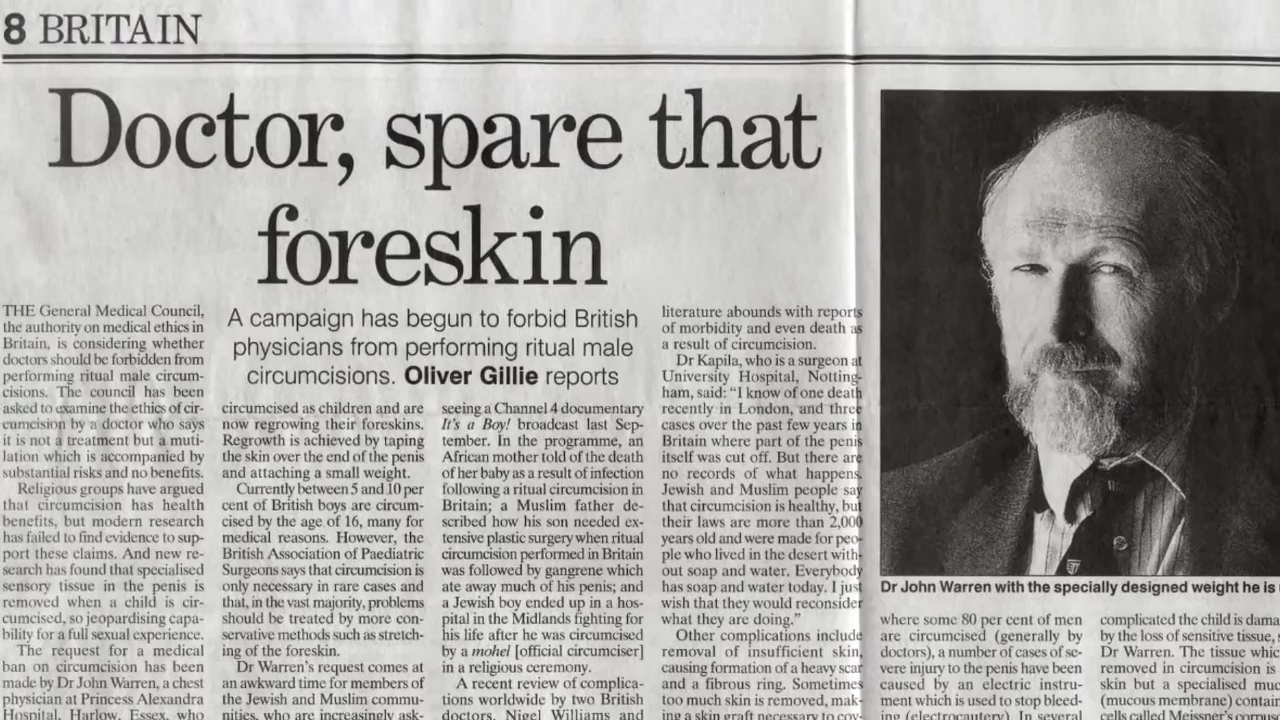 8 BRITAIN
Doctor, spare that
foreskin
A campaign has begun to forbid British
physicians from performing ritual male
circumcisions. Oliver Gillie reports
THE General Medical Council,
the authority on medical ethics in
Britain, is considering whether
doctors should be forbidden from
performing ritual male circum-
cisions. The council has been
asked to examine the ethics of cir-
cumcision by a doctor who says
it is not a treatment but a muti-
lation which is accompanied by
substantial risks and no benefits.
Religious groups have argued
that circumcision has health
benefits, but modern research
has failed to find evidence to sup-
port these claims. And new re-
search has found that specialised
sensory tissue in the penis is
removed when a child is cir-
cumcised, so jeopardising capa-
bility for a full sexual experience.
The request for a medical
ban on circumcision has been
made by Dr John Warren, a chest
physician at Princess Alexandra
Hospital, Harlow, Essex, who
circumcised as children and are
now regrowing their foreskins.
Regrowth is achieved by taping
the skin over the end of the penis
and attaching a small weight.
Currently between 5 and 10 per
cent of British boys are circum-
cised by the age of 16, many for
medical reasons. However, the
British Association of Paediatric
Surgeons says that circumcision is
only necessary in rare cases and
that, in the vast majority, problems
should be treated by more con-
servative methods such as stretch-
ing of the foreskin.
Dr Warren's request comes at
an awkward time for members of
the Jewish and Muslim commu-
nities, who are increasingly ask-
seeing a Channel 4 documentary
It's a Boy! broadcast last Sep-
tember. In the programme, an
African mother told of the death
of her baby as a result of infection
following a ritual circumcision in
Britain; a Muslim father de-
scribed how his son needed ex-
tensive plastic surgery when ritual
circumcision performed in Britain
was followed by gangrene which
ate away much of his penis; and
a Jewish boy ended up in a hos-
pital in the Midlands fighting for
his life after he was circumcised
by a mohel [official circumciser]
in a religious ceremony.
A recent review of complica-
tions worldwide by two British
doctors, Nigel Williams and
literature abounds with reports
of morbidity and even death as
a result of circumcision.
Dr Kapila, who is a surgeon at
University Hospital, Notting-
ham, said: “I know of one death
recently in London, and three
cases over the past few years in
Britain where part of the penis
itself was cut off. But there are
no records of what happens.
Jewish and Muslim people say
that circumcision is healthy, but
their laws are more than 2,000
years old and were made for peo-
ple who lived in the desert with-
out soap and water. Everybody
has soap and water today. I just
wish that they would reconsider
what they are doing.”
Other complications include
removal of insufficient skin,
causing formation of a heavy scar
and a fibrous ring. Sometimes
too much skin is removed, mak-
ing a skin graft necessary to cov-
Dr John Warren with the specially designed weight he is
where some 80 per cent of men
are circumcised (generally by
doctors), a number of cases of se-
vere injury to the penis have been
caused by an electric instru-
ment which is used to stop bleed-
ing (electrocautery). In several
complicated the child is dama
by the loss of sensitive tissue,
Dr Warren. The tissue whic
removed in circumcision is
skin but a specialised muc
(mucous membrane) contain
cells called Meissner's corpu